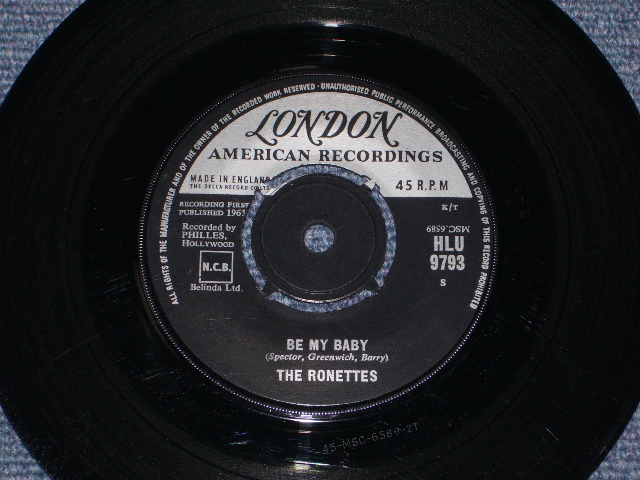 ALL RIGHTS OF THE MANUFACTURER AND OF THE OWNER OF THE RECORDED WORK RESERVED · UNAUTHORISED PUBLIC PERFORMANCE BROADCASTING AND COPYING OF THIS RECORD PROHIBITED
LONDON
AMERICAN RECORDINGS
MADE IN ENGLAND
THE DECCA RECORD CO LTD
45 R.P.M
RECORDING FIRST
PUBLISHED 1963
K/T
Recorded by
PHILLES,
HOLLYWOOD
MSC.6589
HLU
9793
N.C.B.
S
Belinda Ltd.
BE MY BABY
(Spector, Greenwich, Barry)
THE RONETTES
45-MSC-6589-2T